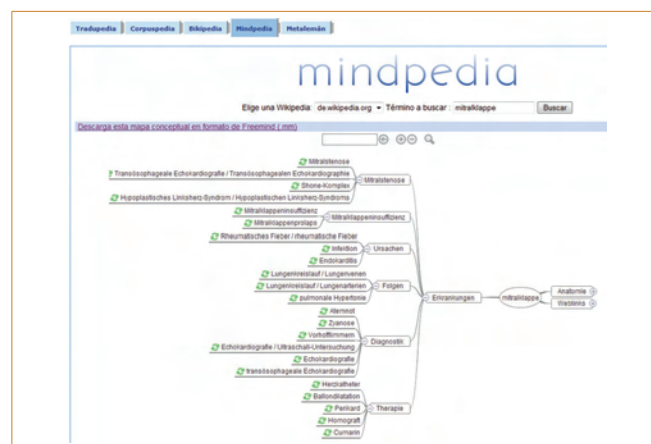 Tradupedia Corpuspedia Bikipedia Mindpedia Metalemán
mindpedia
Elige una Wikipedia: de.wikipedia.org Término a buscar : mitralklappe Buscar
Descarga esta mapa conceptual en formato de Freemind (.mm)
Mitralstenose
Transösophageale Echokardiografie / Transösophagealen Echokardiographie
Shone-Komplex
Hypoplastisches Linksherz-Syndrom / Hypoplastischen Linksherz-Syndroms
Mitralstenose
Mitralklappeninsuffizienz
Mitralklappenprolaps
Mitralklappeninsuffizienz
Rheumatisches Fieber / rheumatische Fieber
Infektion
Endokarditis
Ursachen
Lungenkreislauf / Lungenvenen
Lungenkreislauf / Lungenarterien
pulmonale Hypertonie
Folgen
Erkrankungen
mitralklappe
Anatomie
Weblinks
Atemnot
Zyanose
Vorhofflimmern
Echokardiografie / Ultraschall-Untersuchung
Echokardiografie
transösophageale Echokardiografie
Diagnostik
Herzkatheter
Ballondilatation
Perikard
Homograft
Cumarin
Therapie